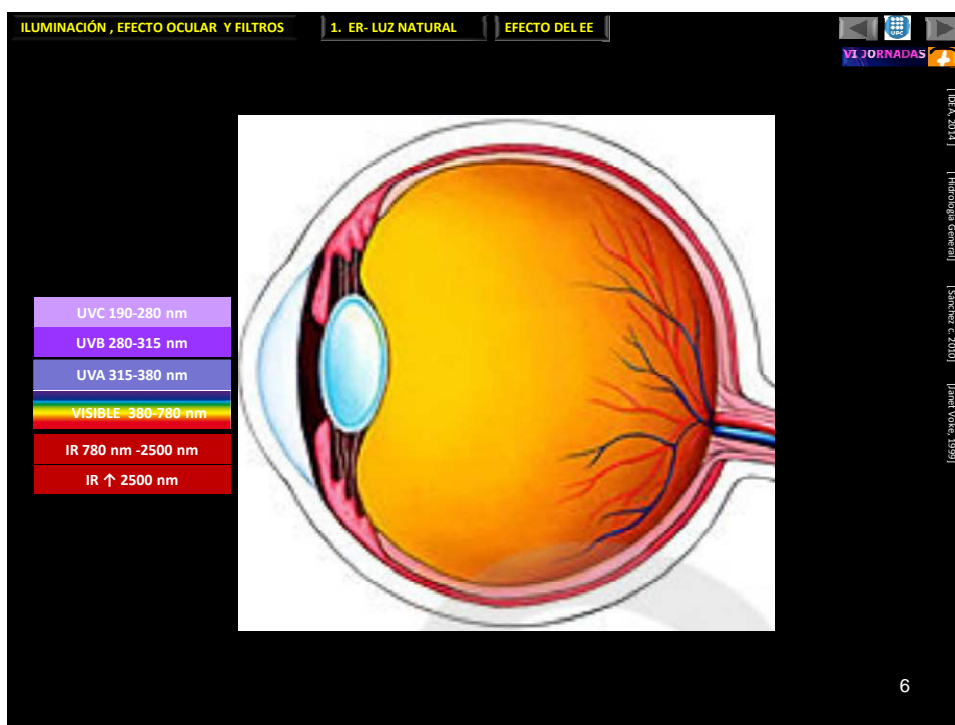 ILUMINACIÓN , EFECTO OCULAR Y FILTROS
1. ER- LUZ NATURAL
EFECTO DEL EE
UPC
VI JORNADAS
[ IDEA, 2014 ]
[ Hidrología General]
[ Sánchez c. 2010]
[Janet Voke, 1999]
UVC 190-280 nm
UVB 280-315 nm
UVA 315-380 nm
VISIBLE 380-780 nm
IR 780 nm -2500 nm
IR ↑ 2500 nm
6